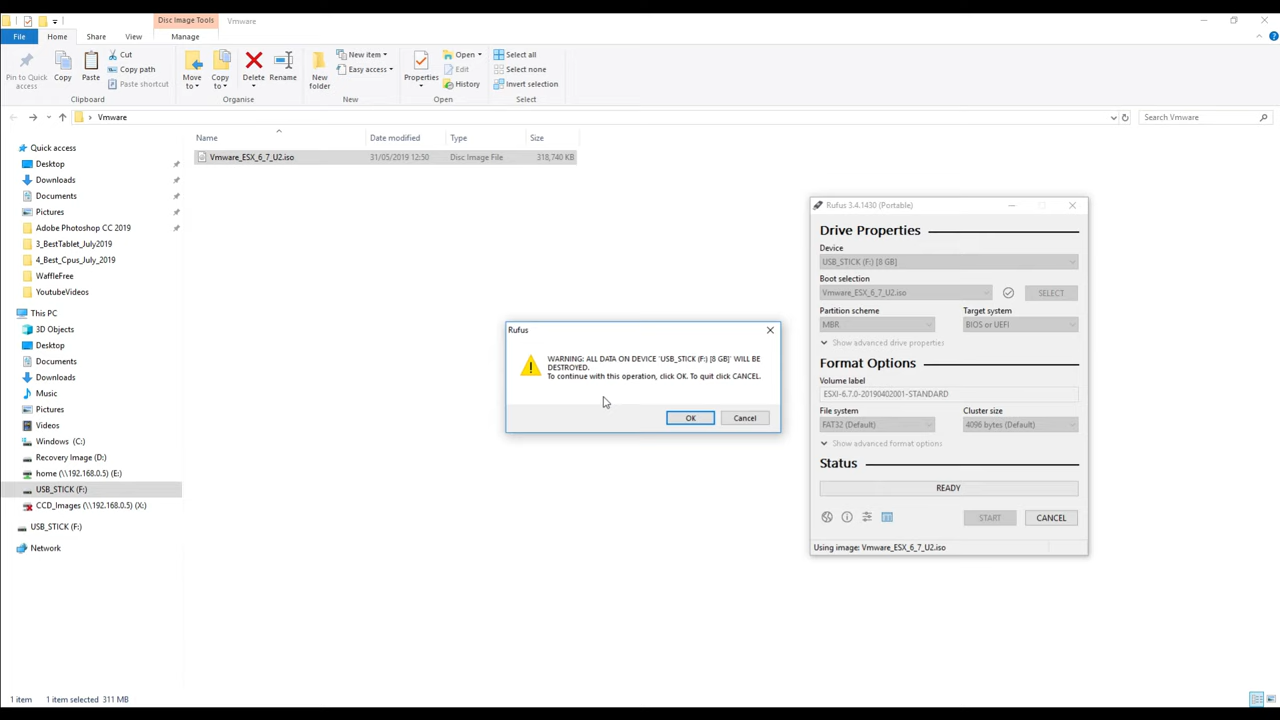 Disc Image Tools
Vmware
File
Home
Share
View
Manage
Pin to Quick access
Copy
Paste
Cut
Copy path
Paste shortcut
Clipboard
Move to
Copy to
Delete
Rename
Organise
New folder
New item
Easy access
New
Properties
Open
Edit
History
Open
Select all
Select none
Invert selection
Select
Vmware
Search Vmware
Name
Date modified
Type
Size
Vmware_ESX_6_7_U2.iso
31/05/2019 12:50
Disc Image File
318,740 KB
Quick access
Desktop
Downloads
Documents
Pictures
Adobe Photoshop CC 2019
3_BestTablet_July2019
4_Best_Cpus_July_2019
WaffleFree
YoutubeVideos
This PC
3D Objects
Desktop
Documents
Downloads
Music
Pictures
Videos
Windows (C:)
Recovery Image (D:)
home (\\192.168.0.5) (E:)
USB_STICK (F:)
CCD_Images (\\192.168.0.5) (X:)
USB_STICK (F:)
Network
Rufus
WARNING: ALL DATA ON DEVICE 'USB_STICK (F:) [8 GB]' WILL BE
DESTROYED.
To continue with this operation, click OK. To quit click CANCEL.
OK
Cancel
Rufus 3.4.1430 (Portable)
Drive Properties
Device
USB_STICK (F:) [8 GB]
Boot selection
Vmware_ESX_6_7_U2.iso
SELECT
Partition scheme
Target system
MBR
BIOS or UEFI
Show advanced drive properties
Format Options
Volume label
ESXI-6.7.0-20190402001-STANDARD
File system
Cluster size
FAT32 (Default)
4096 bytes (Default)
Show advanced format options
Status
READY
START
CANCEL
Using image: Vmware_ESX_6_7_U2.iso
1 item
1 item selected 311 MB